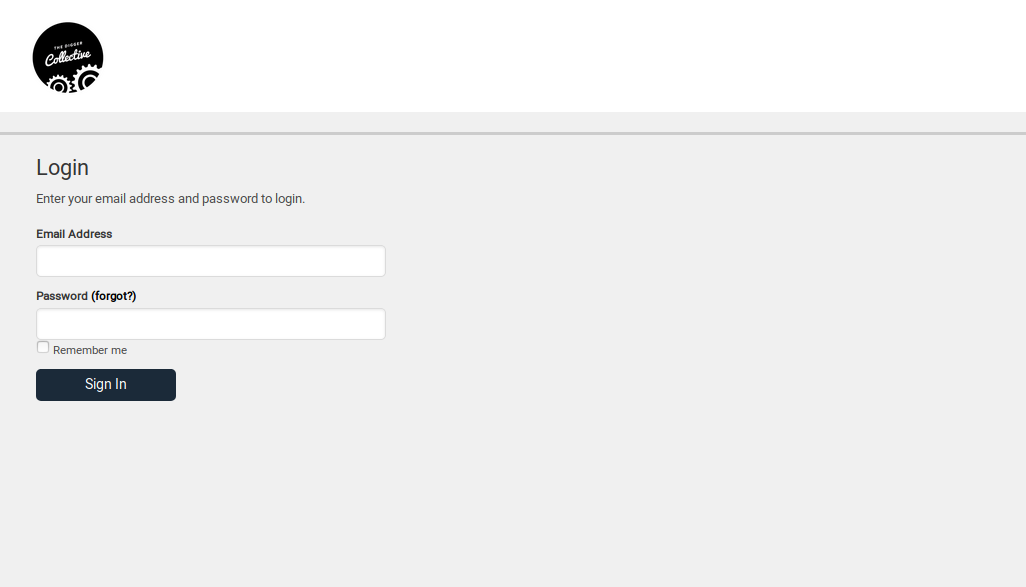 THE DIGGER
Collective
Login
Enter your email address and password to login.
Email Address
Password (forgot?)
Remember me
Sign In